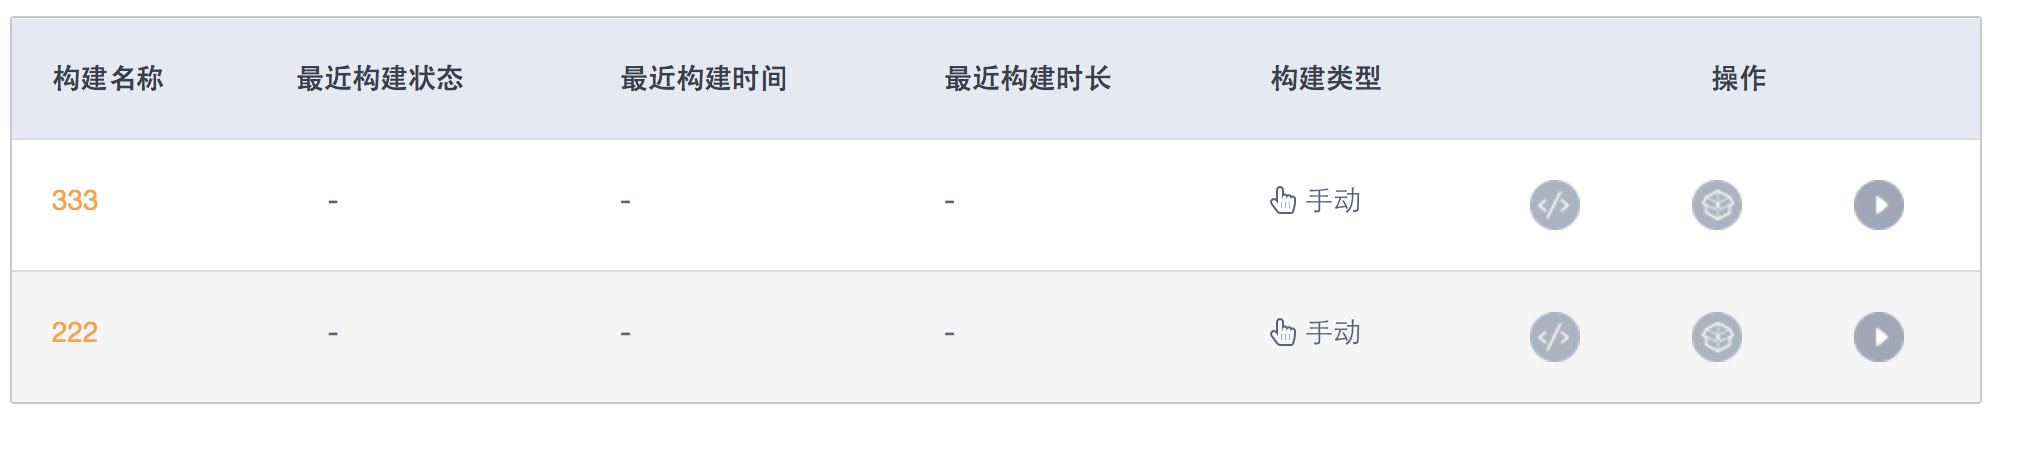 构建名称 最近构建状态 最近构建时间 最近构建时长 构建类型 操作
333 - - - 手动
222 - - - 手动